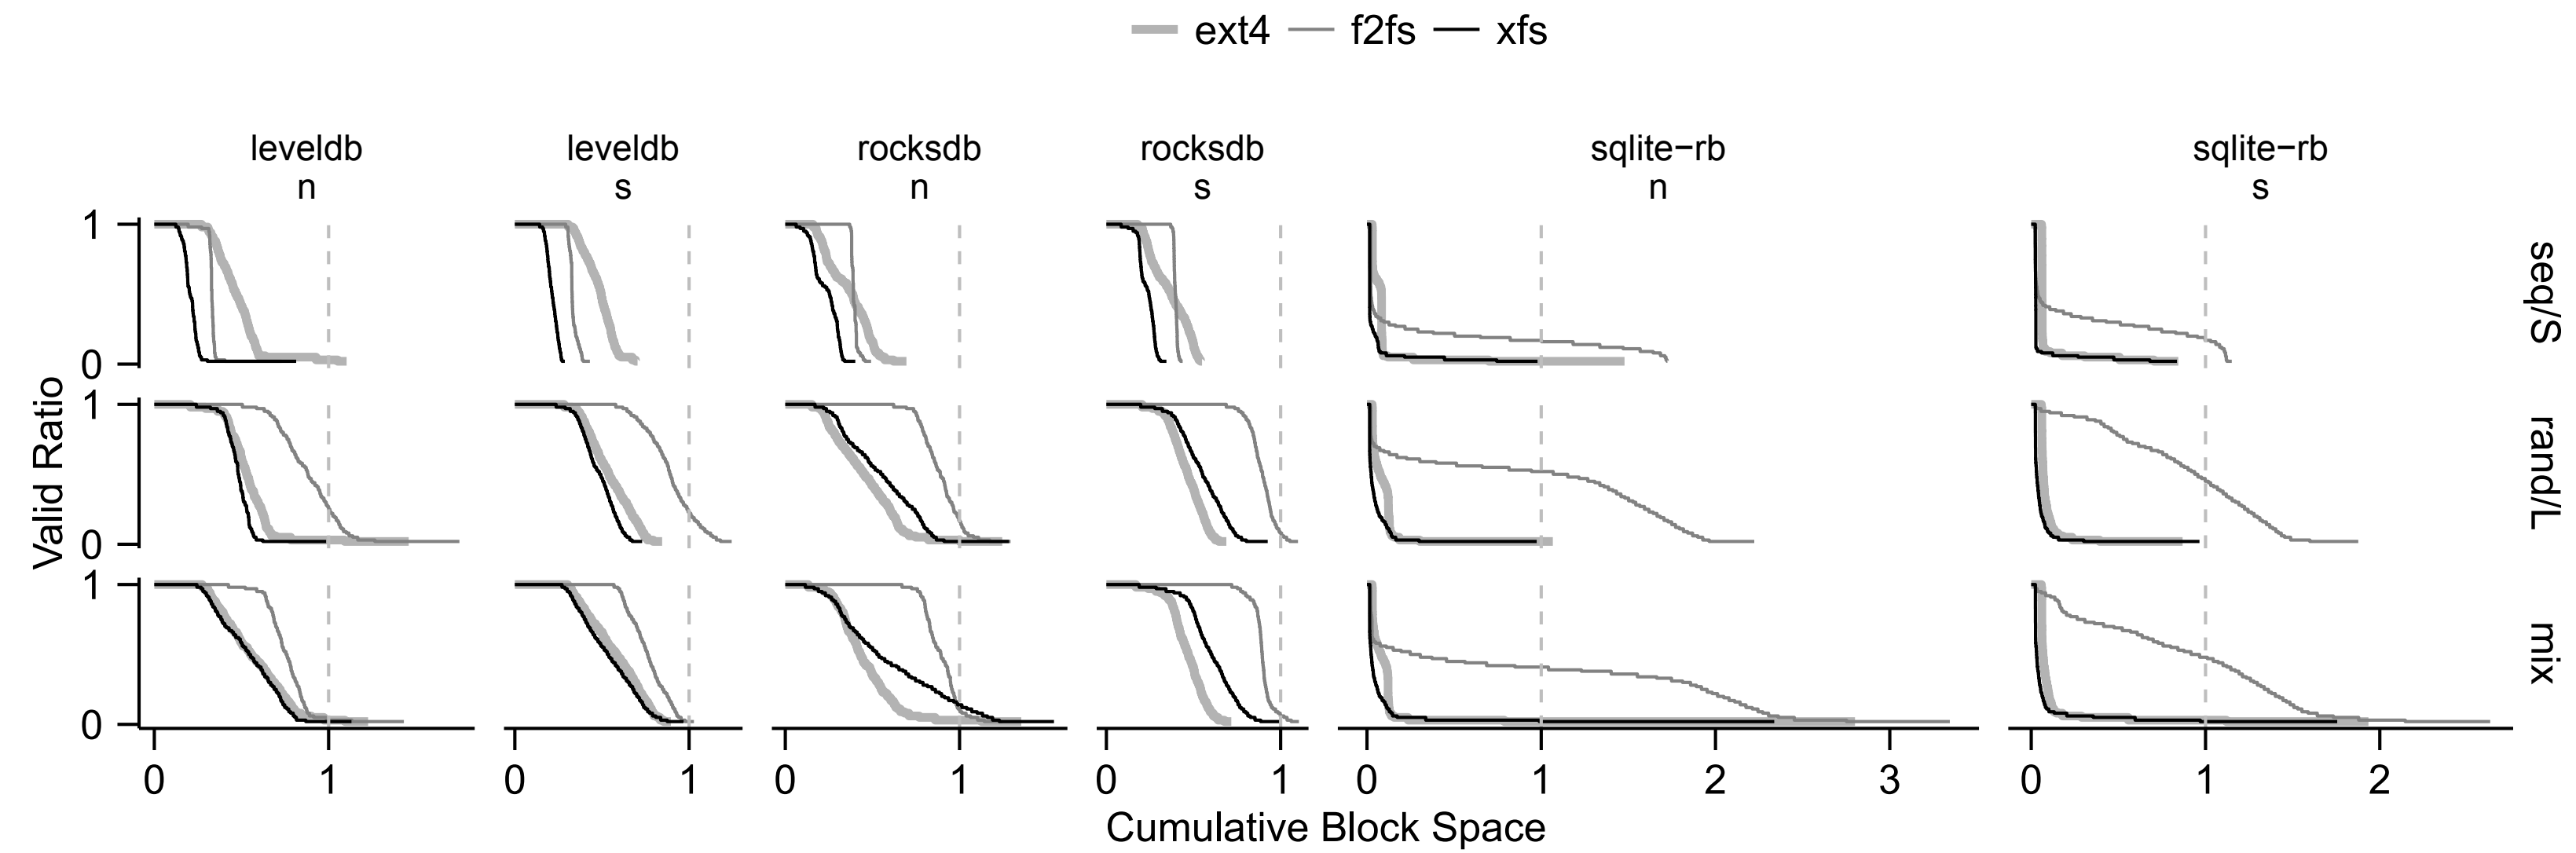 ext4 f2fs xfs
leveldb leveldb rocksdb rocksdb sqlite−rb sqlite−rb
n s n s n s
1
0
seq/S
1
0
rand/L
1
0
mix
Valid Ratio
0 1 0 1 0 1 0 1 0 1 2 3 0 1 2
Cumulative Block Space